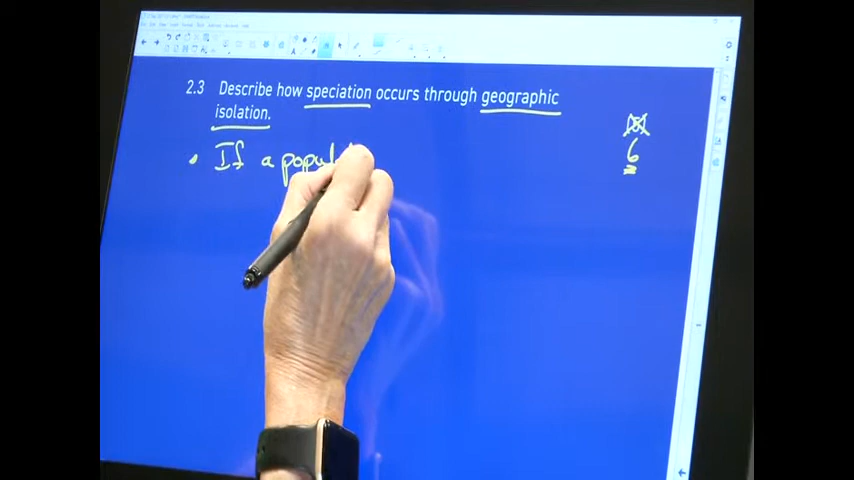 2.3 Describe how speciation occurs through geographic
isolation.
• If a popul
6